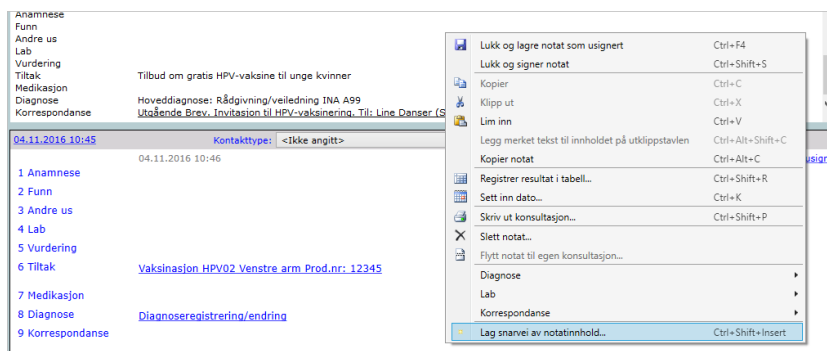 Anamnese
Funn
Andre us
Lab
Vurdering
Tiltak Tilbud om gratis HPV-vaksine til unge kvinner
Medikasjon
Diagnose Hoveddiagnose: Rådgivning/veiledning INA A99
Korrespondanse Utgående Brev. Invitasjon til HPV-vaksinering. Til: Line Danser (S
04.11.2016 10:45 Kontakttype: <Ikke angitt>
04.11.2016 10:46
1 Anamnese
2 Funn
3 Andre us
4 Lab
5 Vurdering
6 Tiltak Vaksinasjon HPV02 Venstre arm Prod.nr: 12345
7 Medikasjon
8 Diagnose Diagnoseregistrering/endring
9 Korrespondanse
Lukk og lagre notat som usignert Ctrl+F4
Lukk og signer notat Ctrl+Shift+S
Kopier Ctrl+C
Klipp ut Ctrl+X
Lim inn Ctrl+V
Legg merket tekst til innholdet på utklippstavlen Ctrl+Alt+Shift+C
Kopier notat Ctrl+Alt+C
Registrer resultat i tabell... Ctrl+Shift+R
Sett inn dato... Ctrl+K
Skriv ut konsultasjon... Ctrl+Shift+P
Slett notat...
Flytt notat til egen konsultasjon...
Diagnose
Lab
Korrespondanse
Lag snarvei av notatinnhold... Ctrl+Shift+Insert
usigr